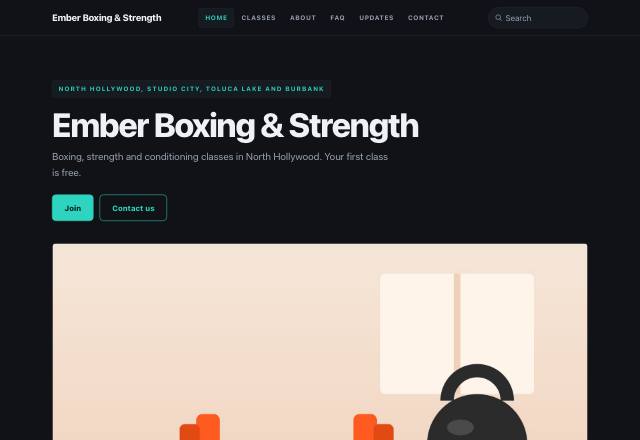 Ember Boxing & Strength
HOME CLASSES ABOUT FAQ UPDATES CONTACT
Search
NORTH HOLLYWOOD, STUDIO CITY, TOLUCA LAKE AND BURBANK
Ember Boxing & Strength
Boxing, strength and conditioning classes in North Hollywood. Your first class
is free.
Join
Contact us